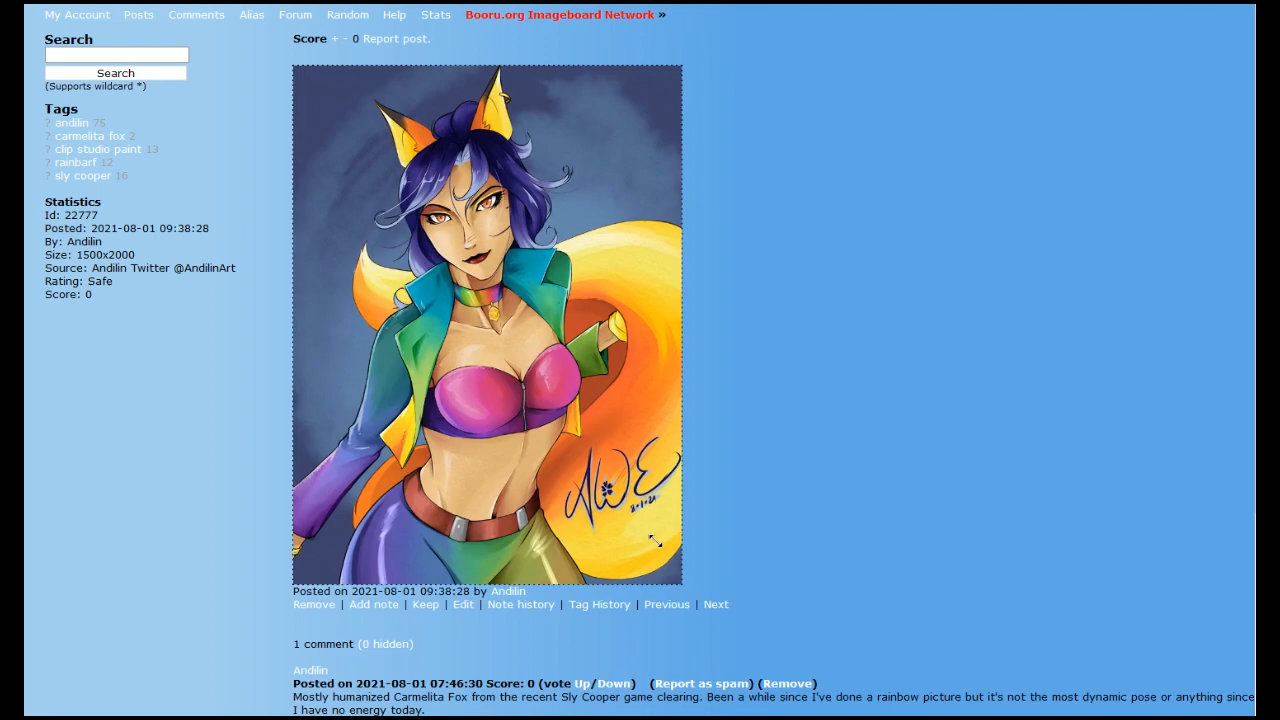 My Account Posts Comments Alias Forum Random Help Stats Booru.org Imageboard Network »
Search
Search
(Supports wildcard *)
Tags
? andilin 75
? carmelita fox 2
? clip studio paint 13
? rainbarf 12
? sly cooper 16
Statistics
Id: 22777
Posted: 2021-08-01 09:38:28
By: Andilin
Size: 1500x2000
Source: Andilin Twitter @AndilinArt
Rating: Safe
Score: 0
Score + - 0 Report post.
AWE
8-1-21
Posted on 2021-08-01 09:38:28 by Andilin
Remove | Add note | Keep | Edit | Note history | Tag History | Previous | Next
1 comment (0 hidden)
Andilin
Posted on 2021-08-01 07:46:30 Score: 0 (vote Up/Down) (Report as spam) (Remove)
Mostly humanized Carmelita Fox from the recent Sly Cooper game clearing. Been a while since I've done a rainbow picture but it's not the most dynamic pose or anything since
I have no energy today.